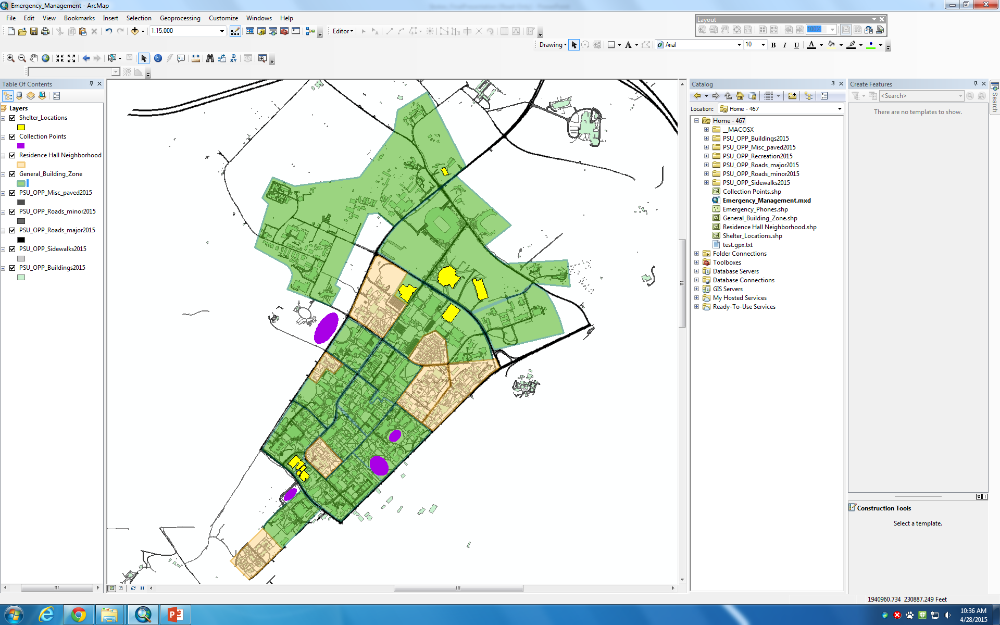 Emergency_Management - ArcMap
File Edit View Bookmarks Insert Selection Geoprocessing Customize Windows Help
1:15,000
Editor
Layout
100%
Drawing
A
Arial
10
B I U A
XY
Table Of Contents
Layers
Shelter_Locations
Collection Points
Residence Hall Neighborhood
General_Building_Zone
PSU_OPP_Misc_paved2015
PSU_OPP_Roads_minor2015
PSU_OPP_Roads_major2015
PSU_OPP_Sidewalks2015
PSU_OPP_Buildings2015
Catalog
Location: Home - 467
Home - 467
__MACOSX
PSU_OPP_Buildings2015
PSU_OPP_Misc_paved2015
PSU_OPP_Recreation2015
PSU_OPP_Roads_major2015
PSU_OPP_Roads_minor2015
PSU_OPP_Sidewalks2015
Collection Points.shp
Emergency_Management.mxd
Emergency_Phones.shp
General_Building_Zone.shp
Residence Hall Neighborhood.shp
Shelter_Locations.shp
test.gpx.txt
Folder Connections
Toolboxes
Database Servers
Database Connections
GIS Servers
My Hosted Services
Ready-To-Use Services
Create Features
<Search>
There are no templates to show.
Construction Tools
Select a template.
Search
1940960.734 230887.249 Feet
10:36 AM
4/28/2015